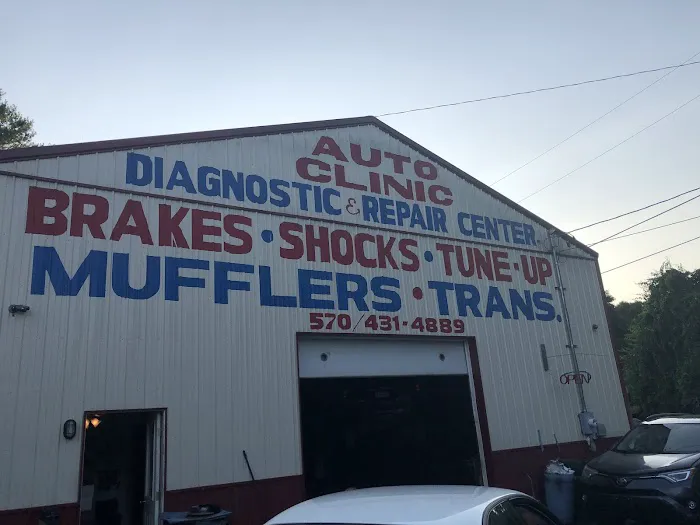 AUTO
CLINIC
DIAGNOSTIC & REPAIR CENTER.
BRAKES • SHOCKS • TUNE-UP
MUFFLERS • TRANS.
570/431-4889
OPEN